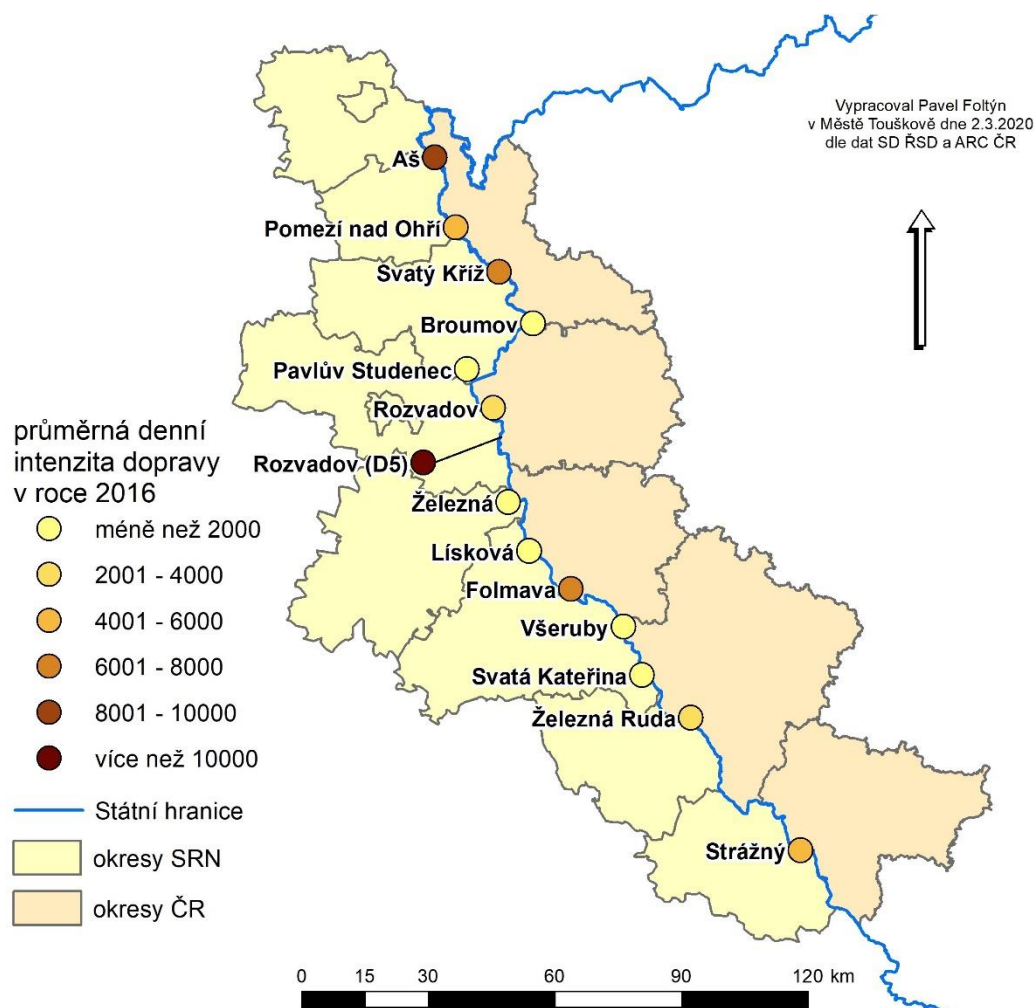 Vypracoval Pavel Foltýn
v Městě Touškově dne 2.3.2020
dle dat SD ŘSD a ARC ČR
Aš
Pomezí nad Ohří
Svatý Kříž
Broumov
Pavlův Studenec
Rozvadov
Rozvadov (D5)
Železná
Lísková
Folmava
Všeruby
Svatá Kateřina
Železná Ruda
Strážný
průměrná denní
intenzita dopravy
v roce 2016
méně než 2000
2001 - 4000
4001 - 6000
6001 - 8000
8001 - 10000
více než 10000
Státní hranice
okresy SRN
okresy ČR
0 15 30 60 90 120 km